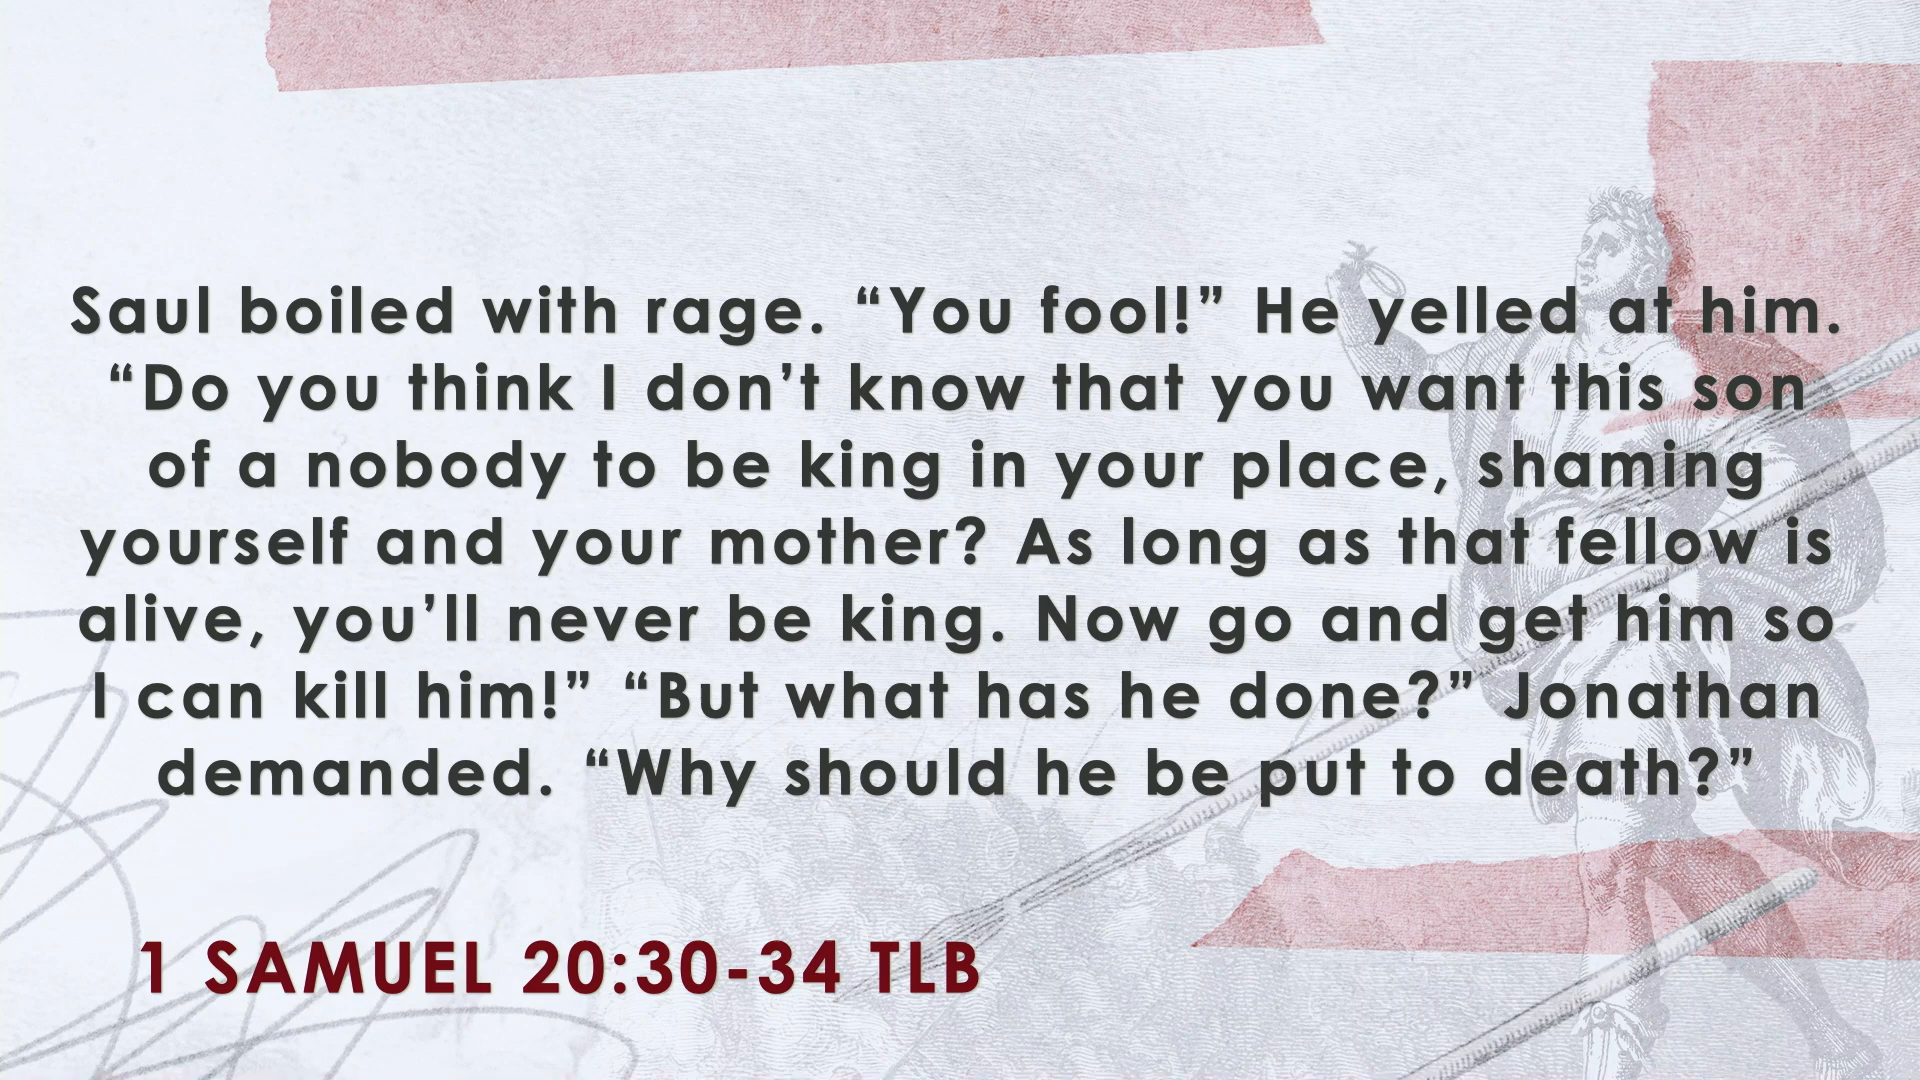 Saul boiled with rage. “You fool!” He yelled at him.
“Do you think I don’t know that you want this son
of a nobody to be king in your place, shaming
yourself and your mother? As long as that fellow is
alive, you’ll never be king. Now go and get him so
I can kill him!” “But what has he done?” Jonathan
demanded. “Why should he be put to death?”
1 SAMUEL 20:30-34 TLB